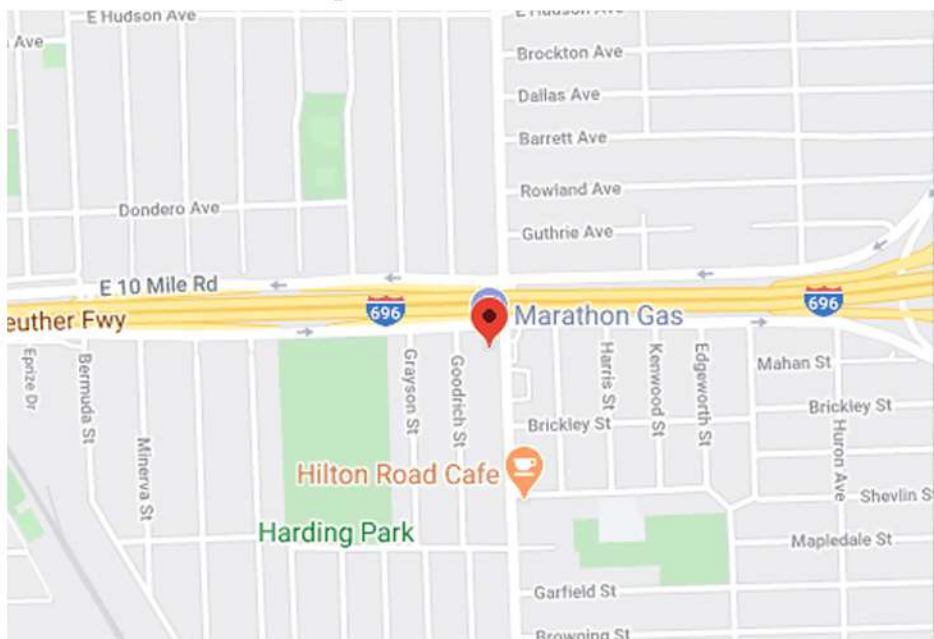 E Hudson Ave
E Hudson Ave
Ave
Brockton Ave
Dallas Ave
Barrett Ave
Rowland Ave
Dondero Ave
Guthrie Ave
E 10 Mile Rd
696
696
euther Fwy
Marathon Gas
Eprize Dr
Bermuda St
Minerva St
Grayson St
Goodrich St
Harris St
Kenwood St
Edgeworth St
Mahan St
Brickley St
Brickley St
Huron Ave
Hilton Road Cafe
Shevlin S
Harding Park
Mapledale St
Garfield St
Browning St